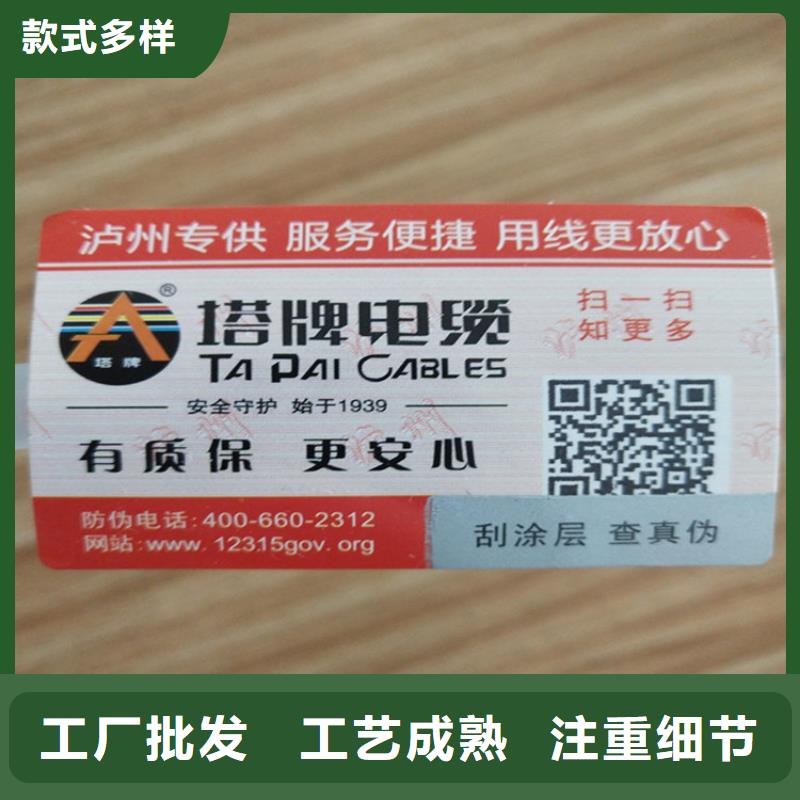 款式多样
泸州专供 服务便捷 用线更放心
塔牌
®
塔牌电缆
TA PAI CABLES
安全守护 始于1939
有质保 更安心
扫一扫
知更多
防伪电话:400-660-2312
网站:www.12315gov.org
刮涂层 查真伪
工厂批发 工艺成熟 注重细节